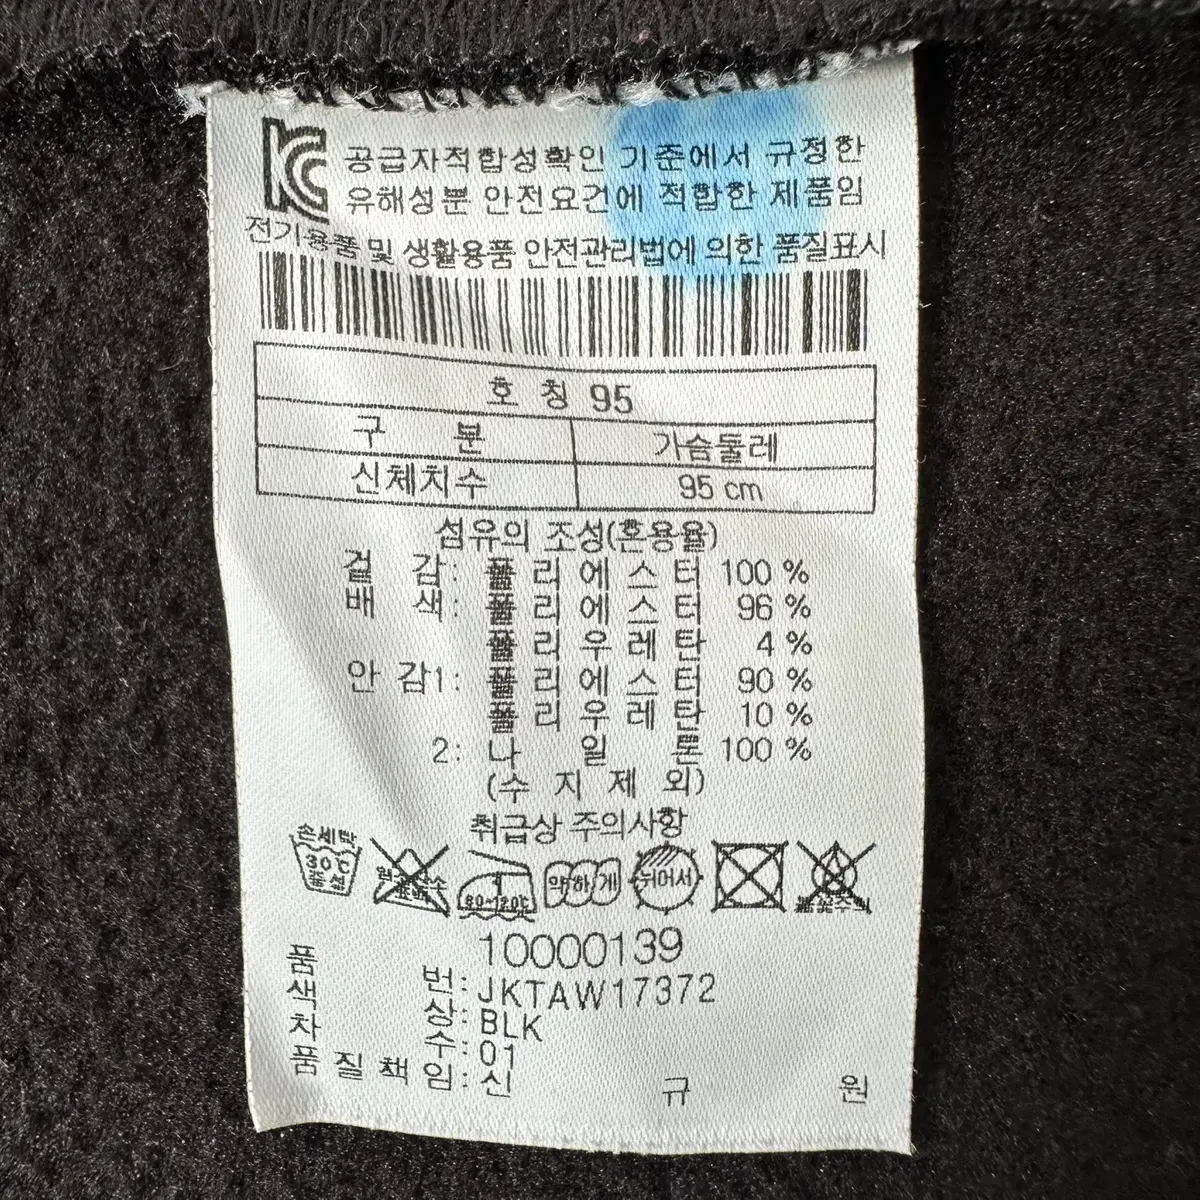 KC 공급자적합성확인 기준에서 규정한
유해성분 안전요건에 적합한 제품임
전기용품 및 생활용품 안전관리법에 의한 품질표시
호 칭 95
구 분 가슴둘레
신체치수 95 cm
섬유의 조성(혼용율)
겉 감: 폴 리 에 스 터 100 %
배 색: 폴 리 에 스 터 96 %
폴 리 우 레 탄 4 %
안 감1: 폴 리 에 스 터 90 %
폴 리 우 레 탄 10 %
2: 나 일 론 100 %
(수 지 제 외)
취급상 주의사항
손세탁
30℃
중성
80~120℃
약하게
뉘어서
불꽃주의
10000139
품 번: JKTAW17372
색 상: BLK
차 수: 01
품 질 책 임: 신 규 원